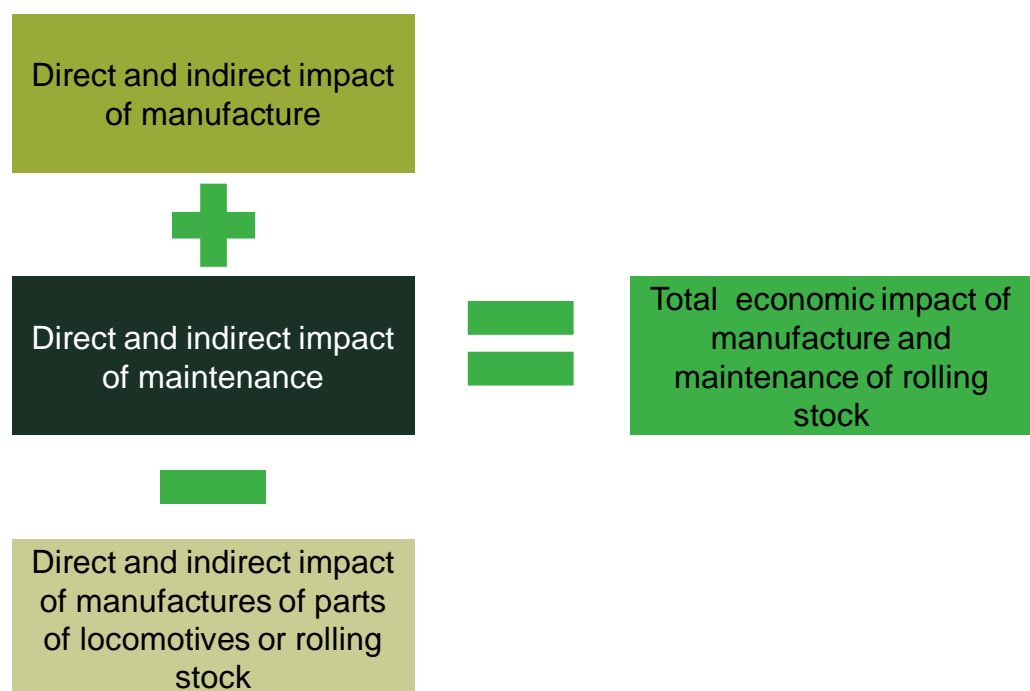 Direct and indirect impact
of manufacture
Direct and indirect impact
of maintenance
Total economic impact of
manufacture and
maintenance of rolling
stock
Direct and indirect impact
of manufactures of parts
of locomotives or rolling
stock